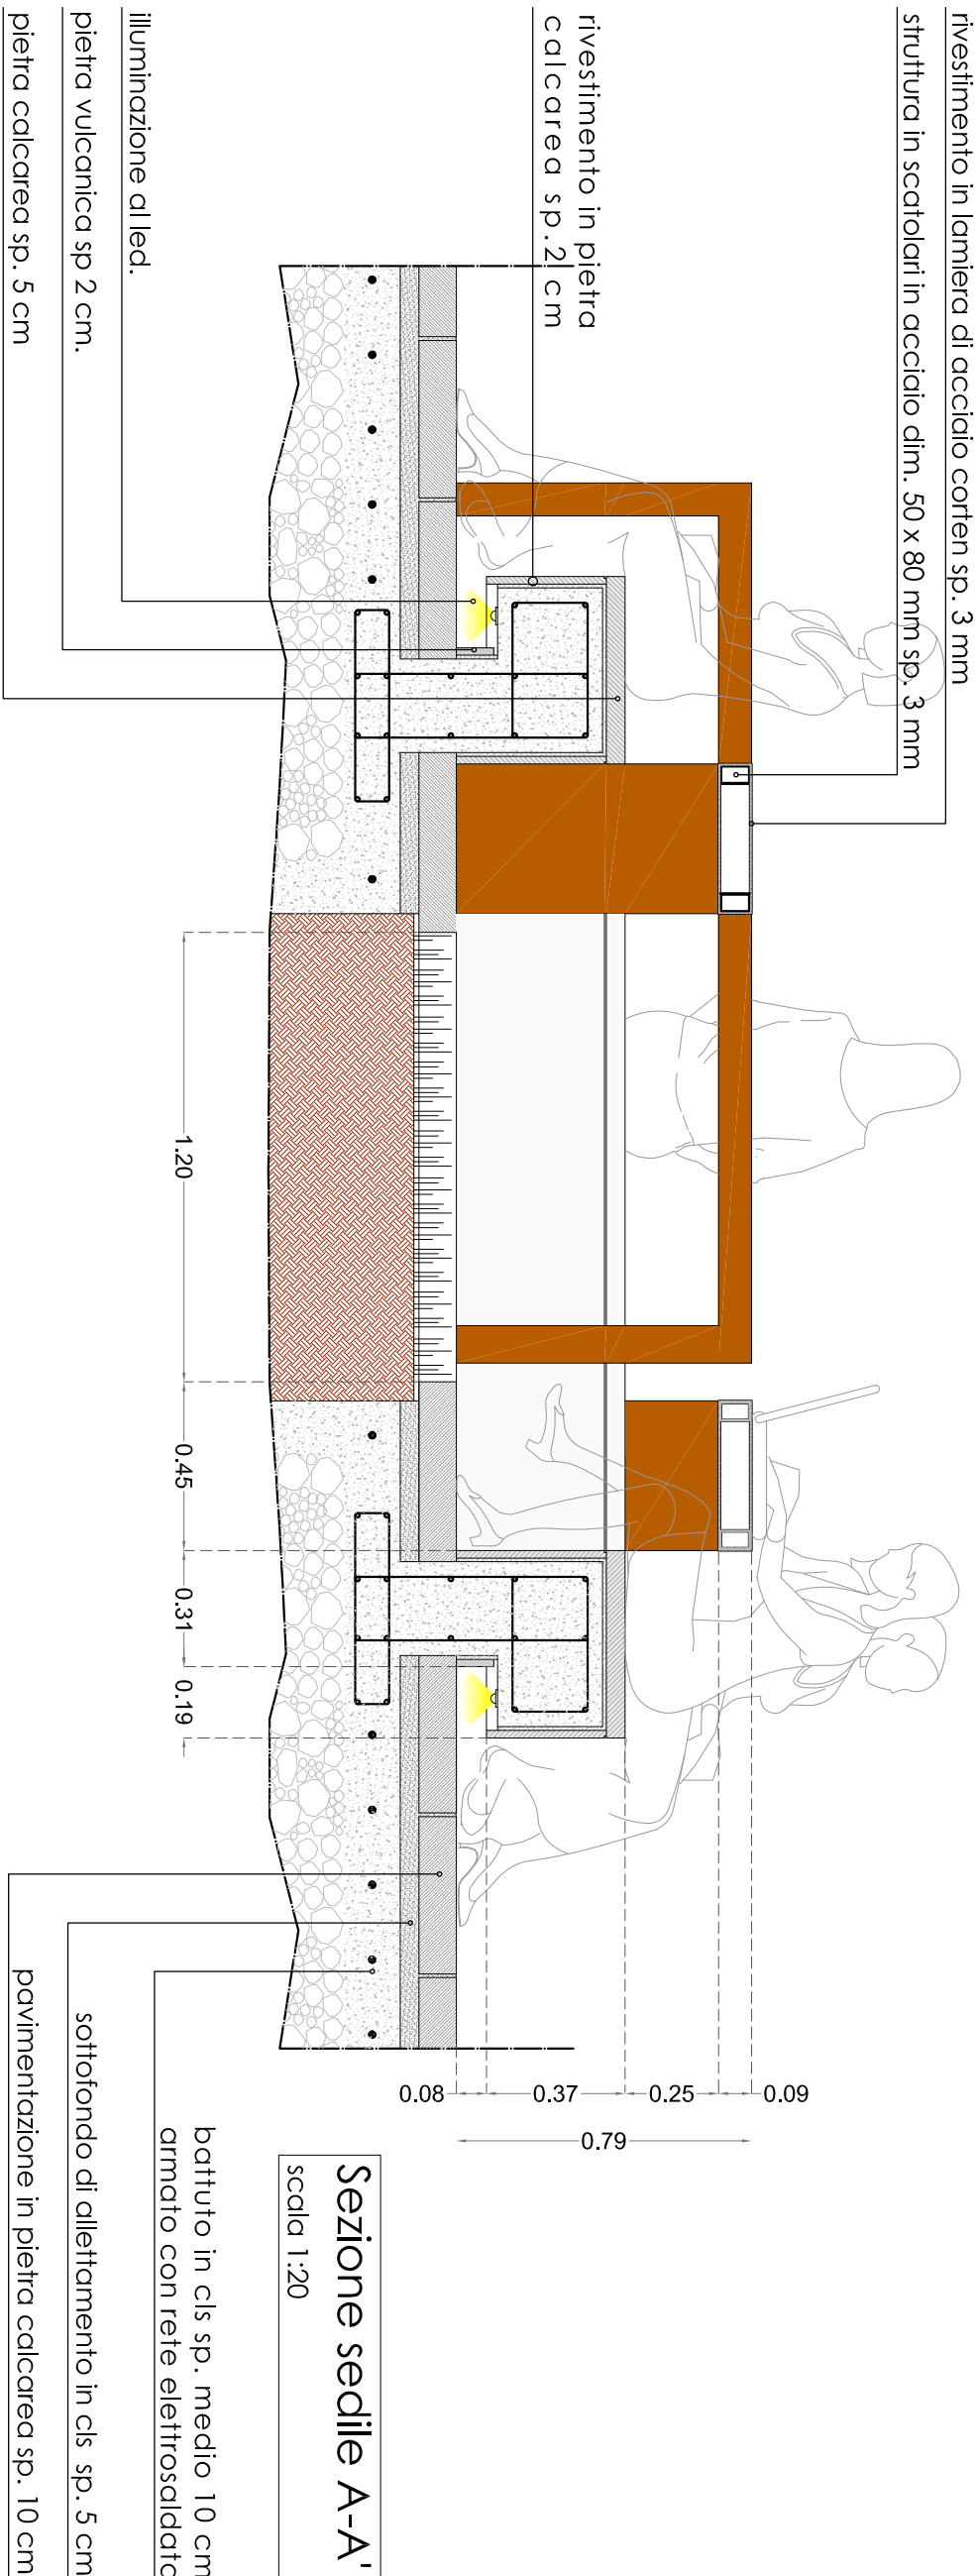 rivestimento in lamiera di acciaio corten sp. 3 mm
struttura in scatolari in acciaio dim. 50 x 80 mm sp. 3 mm
rivestimento in pietra
calcarea sp. 2 cm
illuminazione al led.
pietra vulcanica sp 2 cm.
pietra calcarea sp. 5 cm
1.20
0.45
0.31
0.19
0.08
0.37
0.25
0.09
0.79
Sezione sedile A-A'
scala 1:20
battuto in cls sp. medio 10 cm
armato con rete elettrosaldata
sottofondo di allettamento in cls sp. 5 cm
pavimentazione in pietra calcarea sp. 10 cm